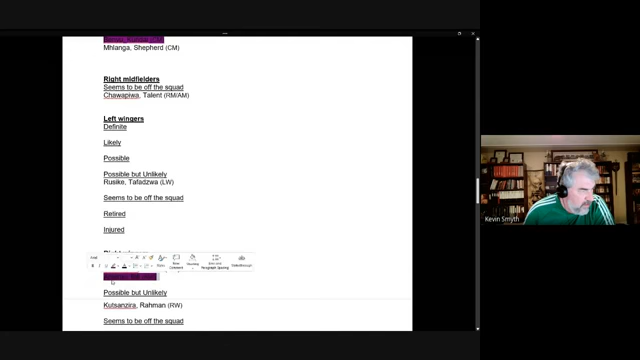 Mhlanga, Shepherd (CM)
Right midfielders
Seems to be off the squad
Chawapiwa, Talent (RM/AM)
Left wingers
Definite
Likely
Possible
Possible but Unlikely
Rusike, Tafadzwa (LW)
Seems to be off the squad
Retired
Injured
Possible but Unlikely
Kutsanzira, Rahman (RW)
Seems to be off the squad
Kevin Smyth